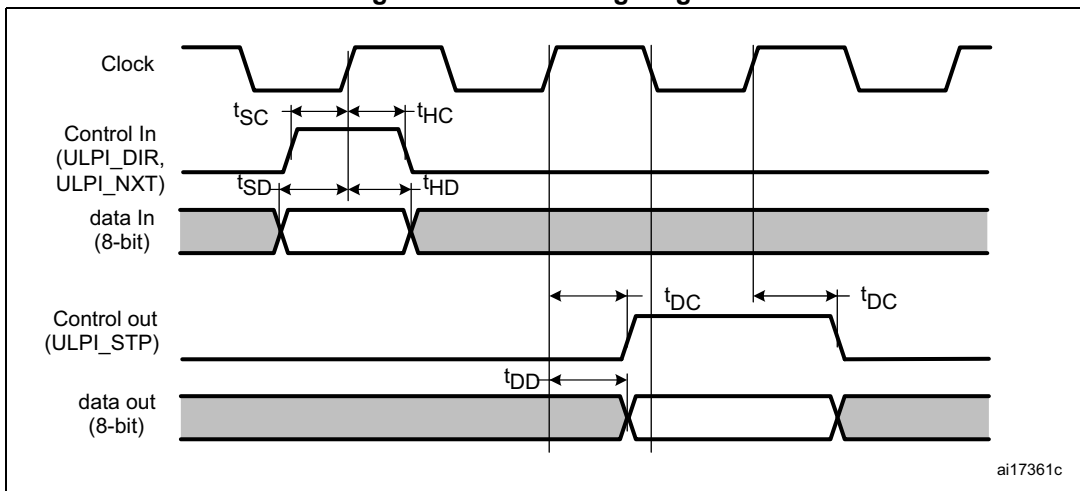 Clock
tSC
tHC
Control In
(ULPI_DIR,
ULPI_NXT)
tSD
tHD
data In
(8-bit)
tDC
tDC
Control out
(ULPI_STP)
tDD
data out
(8-bit)
ai17361c